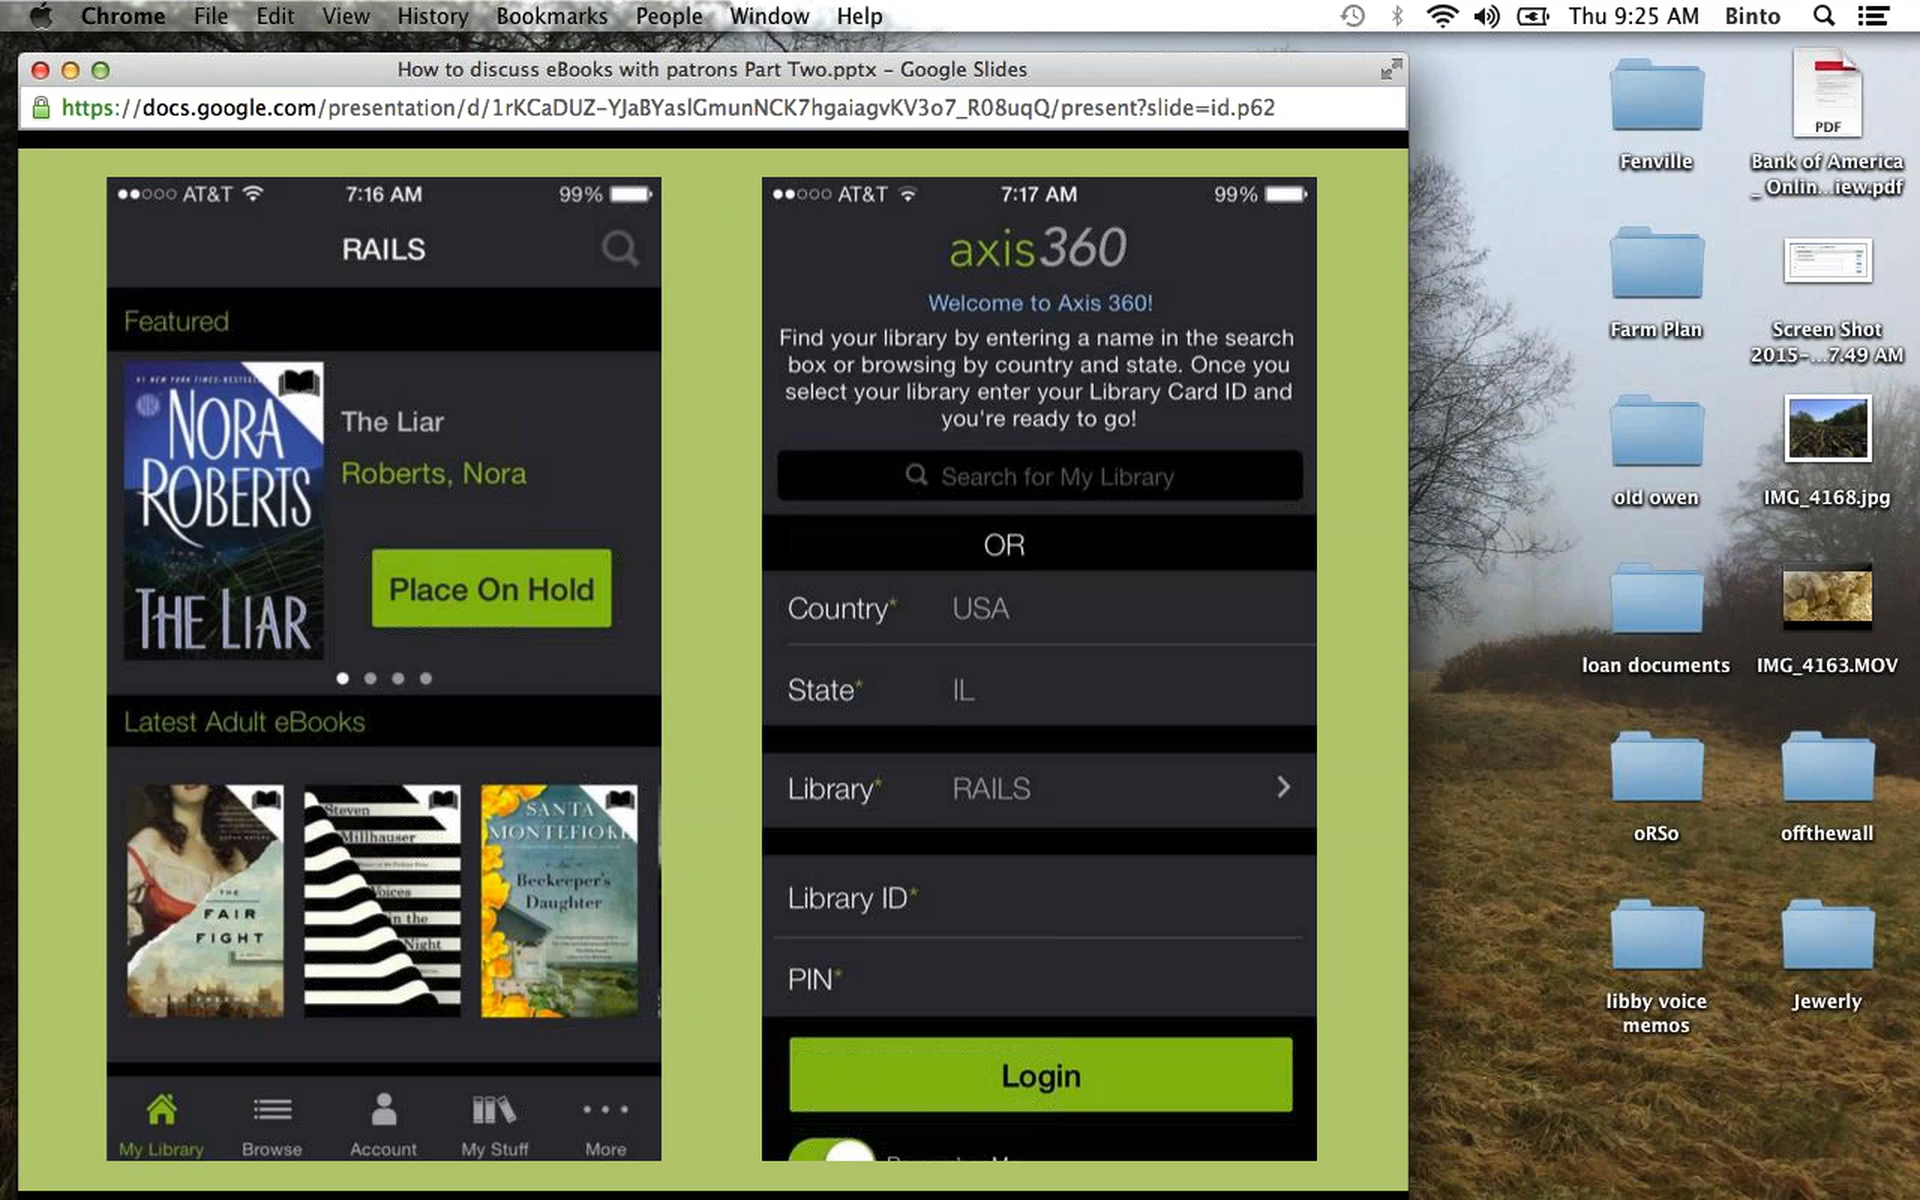 Chrome File Edit View History Bookmarks People Window Help Thu 9:25 AM Binto
How to discuss eBooks with patrons Part Two.pptx – Google Slides
https://docs.google.com/presentation/d/1rKCaDUZ-YJaBYaslGmunNCK7hgaiagvKV3o7_R08uqQ/present?slide=id.p62
AT&T 7:16 AM 99%
RAILS
Featured
#1 NEW YORK TIMES-BESTSEL
NORA
ROBERTS
THE LIAR
The Liar
Roberts, Nora
Place On Hold
Latest Adult eBooks
THE
FAIR
FIGHT
Steven
Millhauser
Voices
in the
Night
SANTA
MONTEFIORE
Beekeeper's
Daughter
My Library Browse Account My Stuff More
AT&T 7:17 AM 99%
axis360
Welcome to Axis 360!
Find your library by entering a name in the search
box or browsing by country and state. Once you
select your library enter your Library Card ID and
you're ready to go!
Search for My Library
OR
Country* USA
State* IL
Library* RAILS
Library ID*
PIN*
Login
Fenville
PDF
Bank of America
_ Onlin...iew.pdf
Farm Plan
Screen Shot
2015-...7.49 AM
old owen
IMG_4168.jpg
loan documents
IMG_4163.MOV
oRSo
offthewall
libby voice
memos
Jewerly